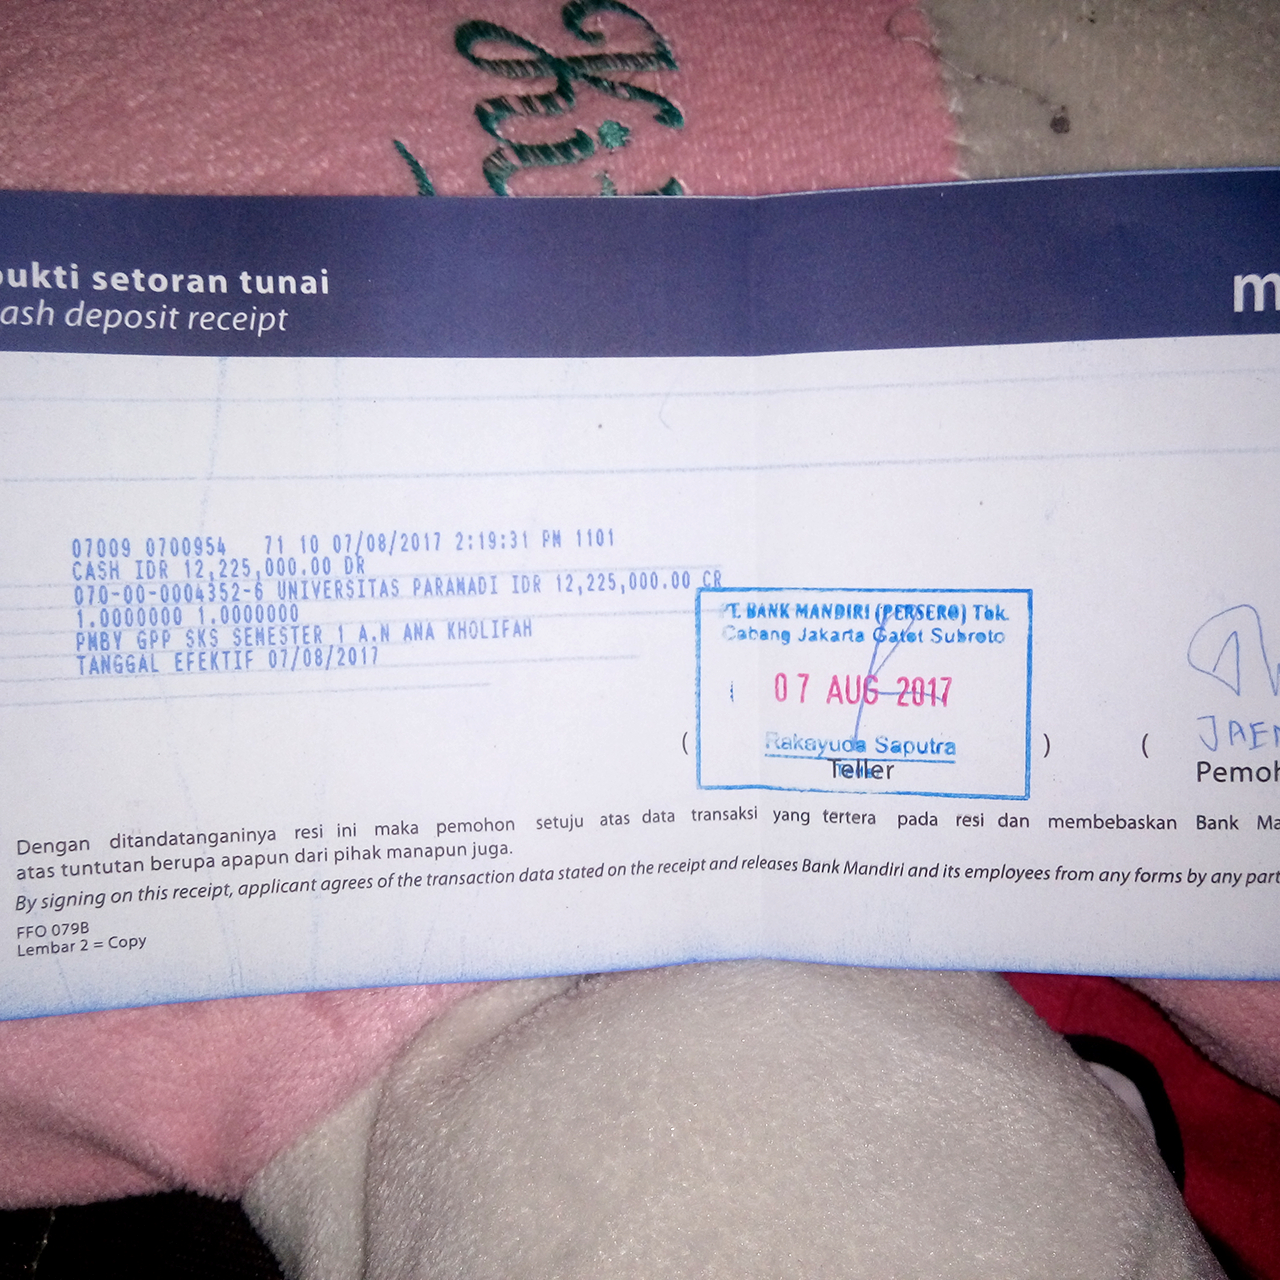 Ki
bukti setoran tunai
cash deposit receipt
m
07009 0700954 71 10 07/08/2017 2:19:31 PM 1101
CASH IDR 12,225,000.00 DR
070-00-0004352-6 UNIVERSITAS PARAMADI IDR 12,225,000.00 CR
1.0000000 1.0000000
PMBY GPP SKS SEMESTER 1 A.N ANA KHOLIFAH
TANGGAL EFEKTIF 07/08/2017
T. BANK MANDIRI (PERSERO) Tbk.
Cabang Jakarta Gatot Subroto
07 AUG 2017
Rakayuda Saputra
( Teller ) (
JAEN
Pemoh
Dengan ditandatanganinya resi ini maka pemohon setuju atas data transaksi yang tertera pada resi dan membebaskan Bank Ma
atas tuntutan berupa apapun dari pihak manapun juga.
By signing on this receipt, applicant agrees of the transaction data stated on the receipt and releases Bank Mandiri and its employees from any forms by any part
FFO 079B
Lembar 2 = Copy